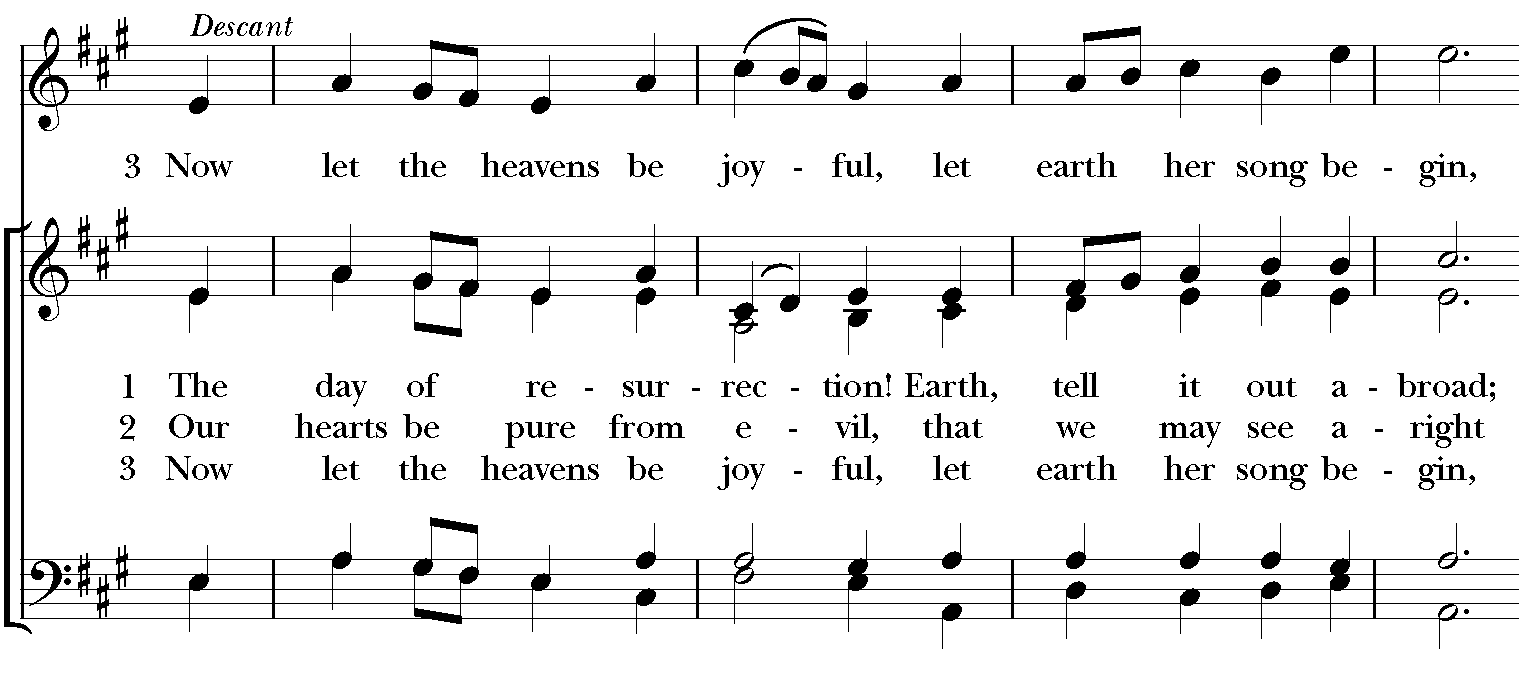 Descant
3 Now let the heavens be joy - ful, let earth her song be - gin,
1 The day of re - sur - rec - tion! Earth, tell it out a - broad;
2 Our hearts be pure from e - vil, that we may see a - right
3 Now let the heavens be joy - ful, let earth her song be - gin,